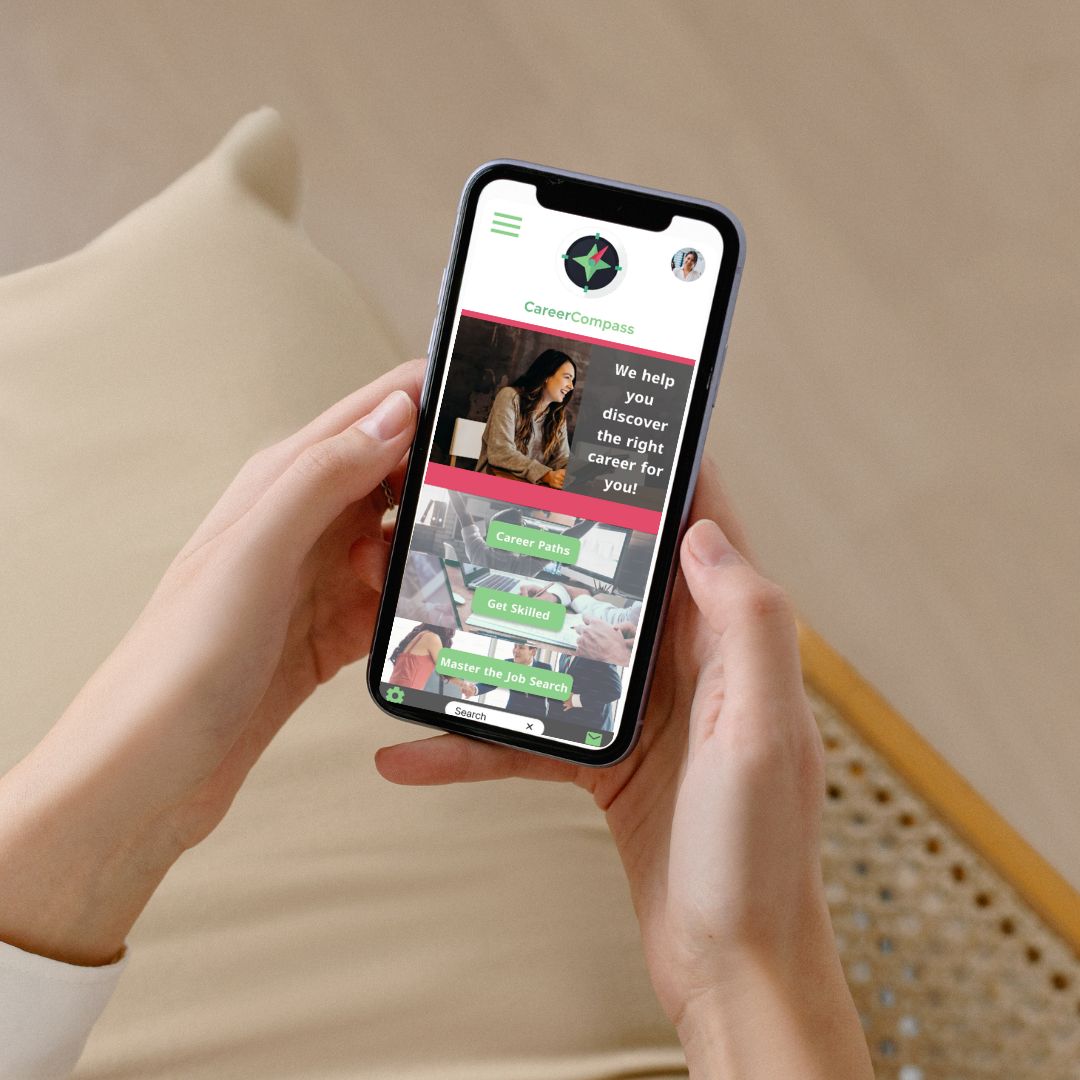 CareerCompass
We help
you
discover
the right
career for
you!
Career Paths
Get Skilled
Master the Job Search
Search